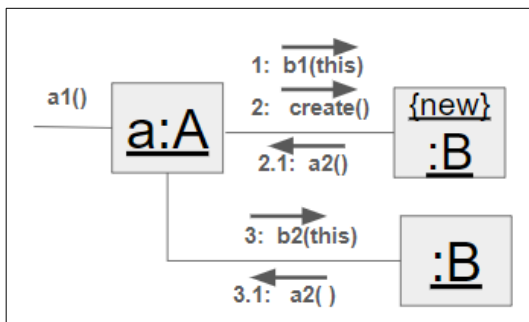 1: b1(this)
a1()
2: create()
{new}
a:A
:B
2.1: a2()
3: b2(this)
:B
3.1: a2( )